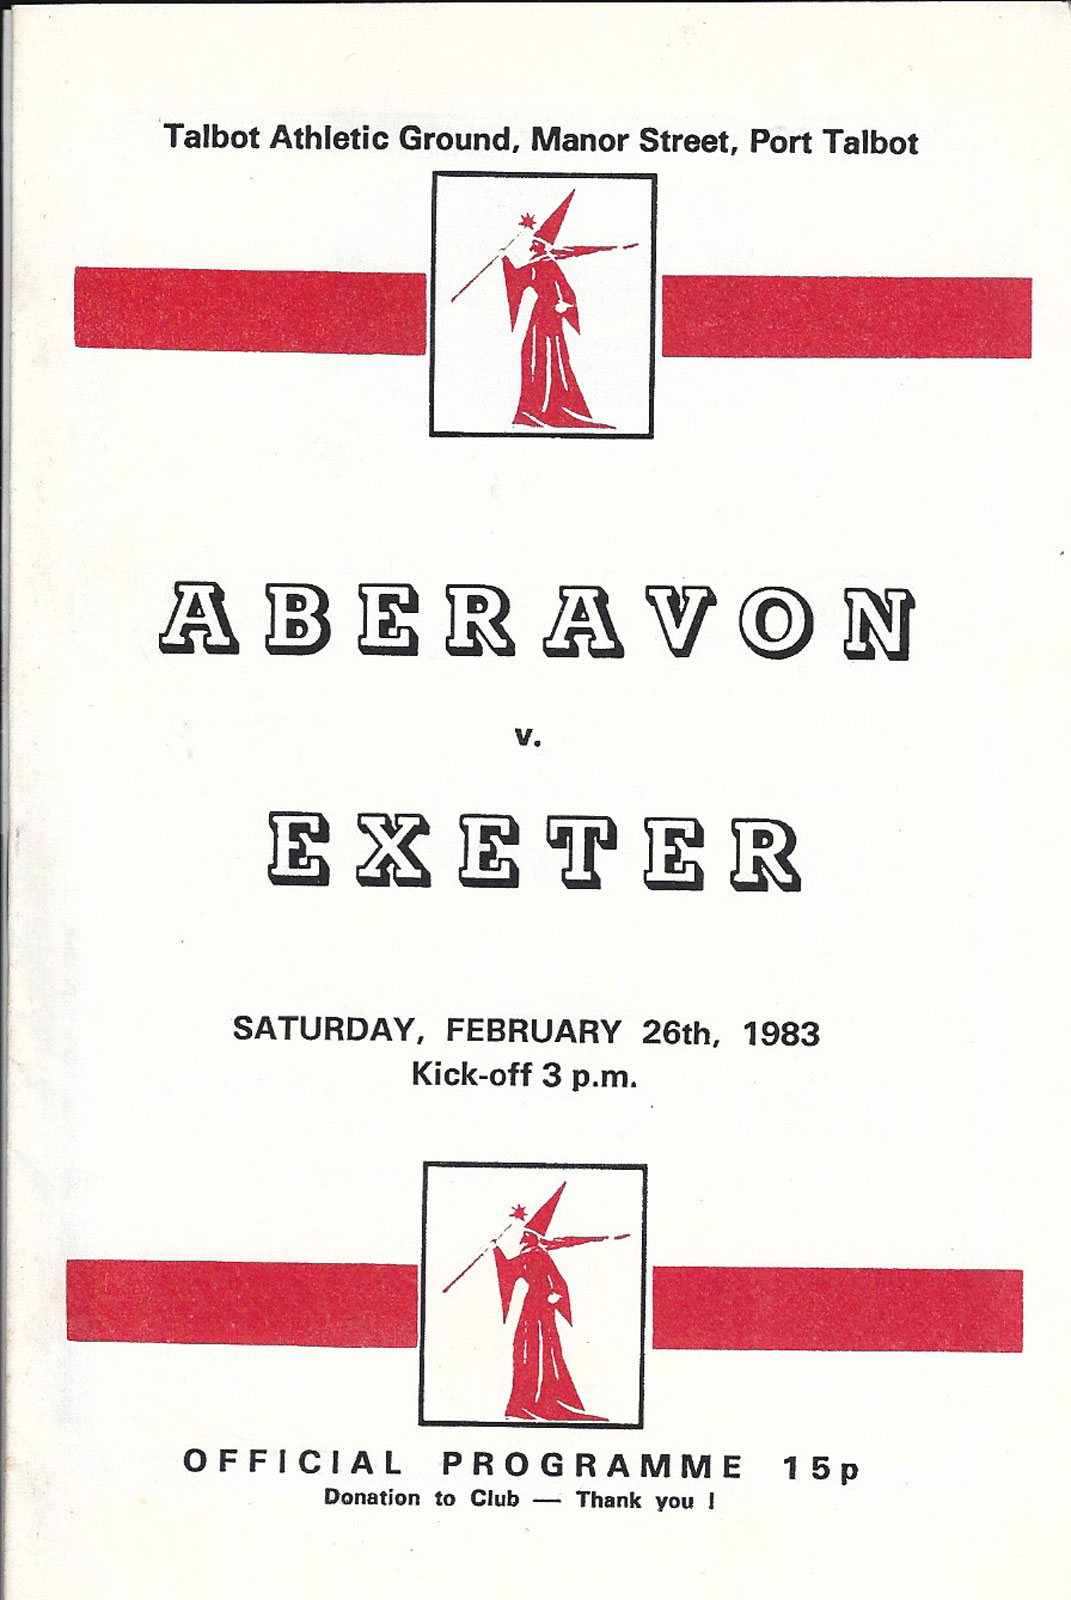 Talbot Athletic Ground, Manor Street, Port Talbot
ABERAVON
v.
EXETER
SATURDAY, FEBRUARY 26th, 1983
Kick-off 3 p.m.
OFFICIAL PROGRAMME 15p
Donation to Club — Thank you !